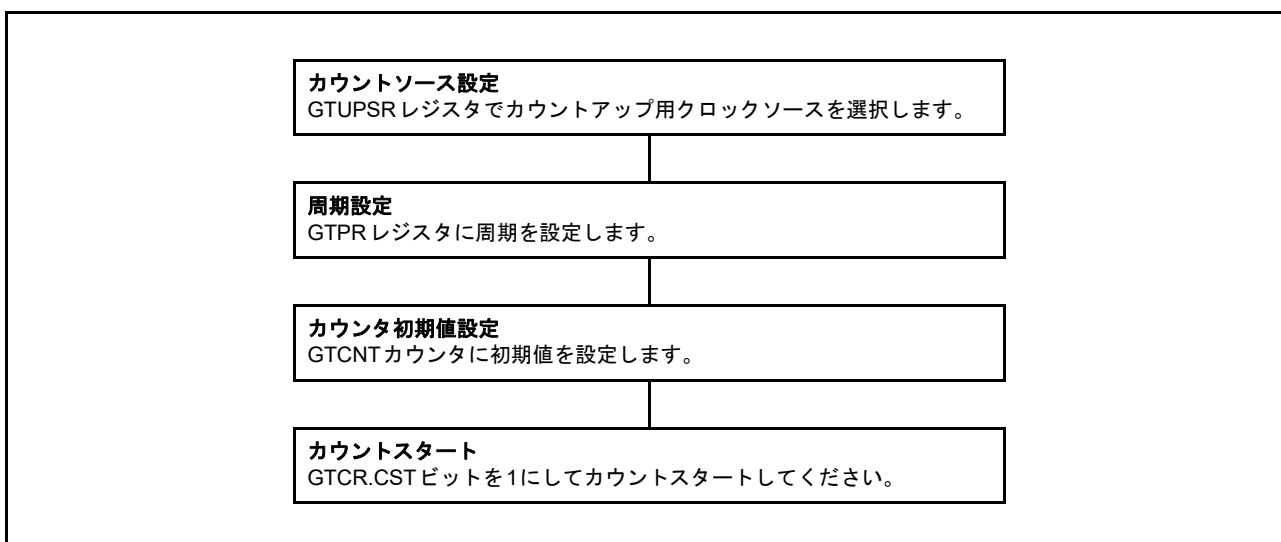 カウントソース設定
GTUPSRレジスタでカウントアップ用クロックソースを選択します。
周期設定
GTPRレジスタに周期を設定します。
カウンタ初期値設定
GTCNTカウンタに初期値を設定します。
カウントスタート
GTCR.CSTビットを1にしてカウントスタートしてください。